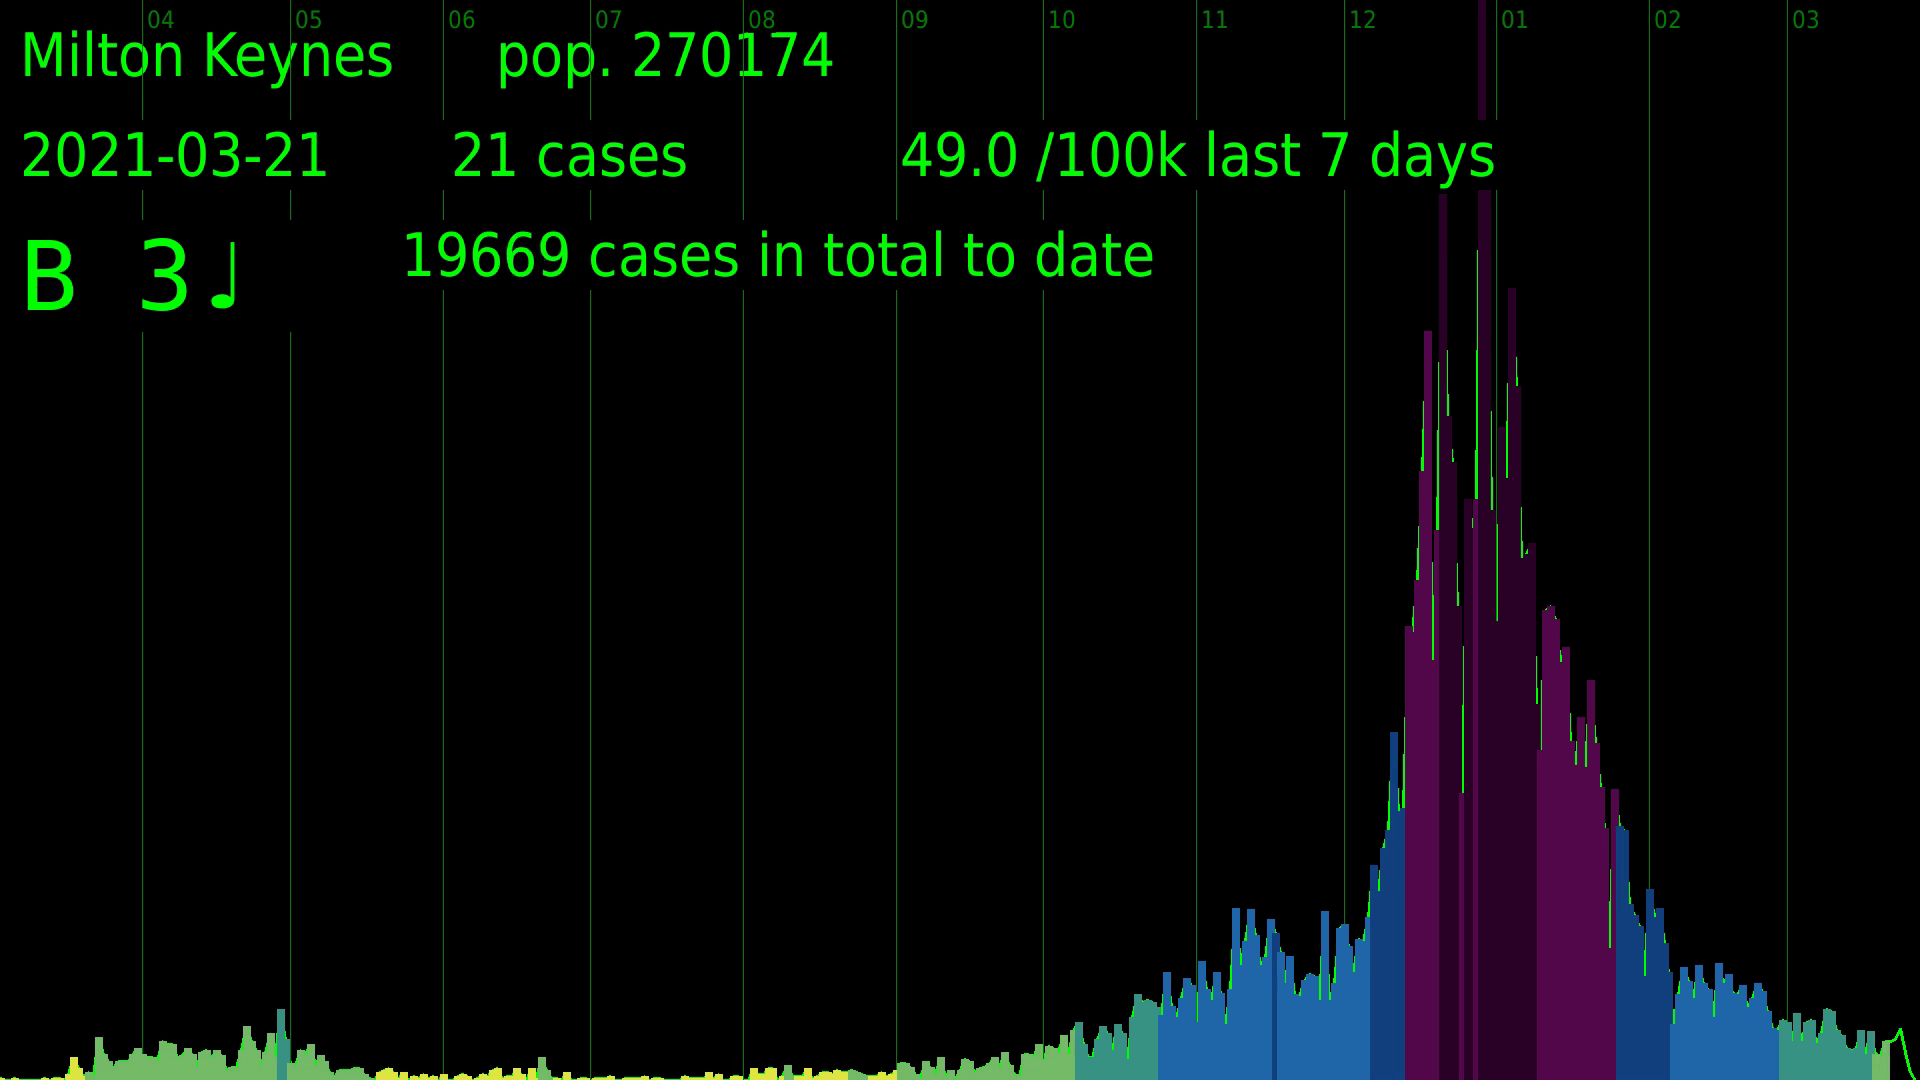 04 05 06 07 08 09 10 11 12 01 02 03
Milton Keynes pop. 270174
2021-03-21 21 cases 49.0 /100k last 7 days
B 3♩ 19669 cases in total to date